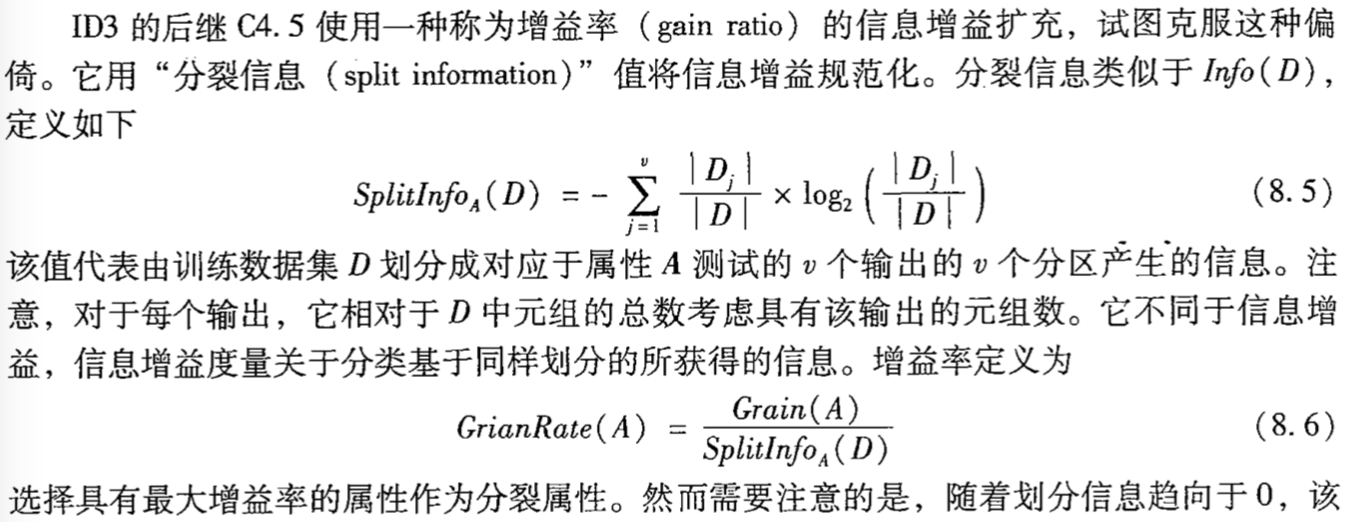 ID3 的后继 C4.5 使用一种称为增益率（gain ratio）的信息增益扩充，试图克服这种偏
倚。它用“分裂信息（split information）”值将信息增益规范化。分裂信息类似于 Info(D)，
定义如下
SplitInfo_A(D) = - \sum_{j=1}^{v} \frac{|D_j|}{|D|} × log_2 ( \frac{|D_j|}{|D|} ) (8.5)
该值代表由训练数据集 D 划分成对应于属性 A 测试的 v 个输出的 v 个分区产生的信息。注
意，对于每个输出，它相对于 D 中元组的总数考虑具有该输出的元组数。它不同于信息增
益，信息增益度量关于分类基于同样划分的所获得的信息。增益率定义为
GrianRate(A) = \frac{Grain(A)}{SplitInfo_A(D)} (8.6)
选择具有最大增益率的属性作为分裂属性。然而需要注意的是，随着划分信息趋向于 0，该